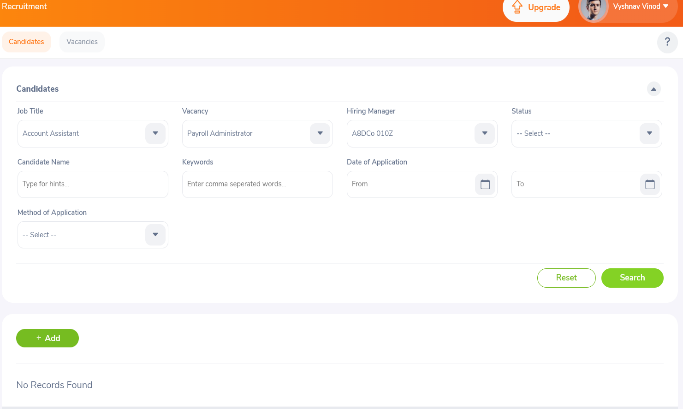 Recruitment
Upgrade
Vyshnav Vinod
Candidates Vacancies
?
Candidates
Job Title Vacancy Hiring Manager Status
Account Assistant Payroll Administrator A8DCo 010Z -- Select --
Candidate Name Keywords Date of Application
Type for hints... Enter comma seperated words... From To
Method of Application
-- Select --
Reset Search
+ Add
No Records Found